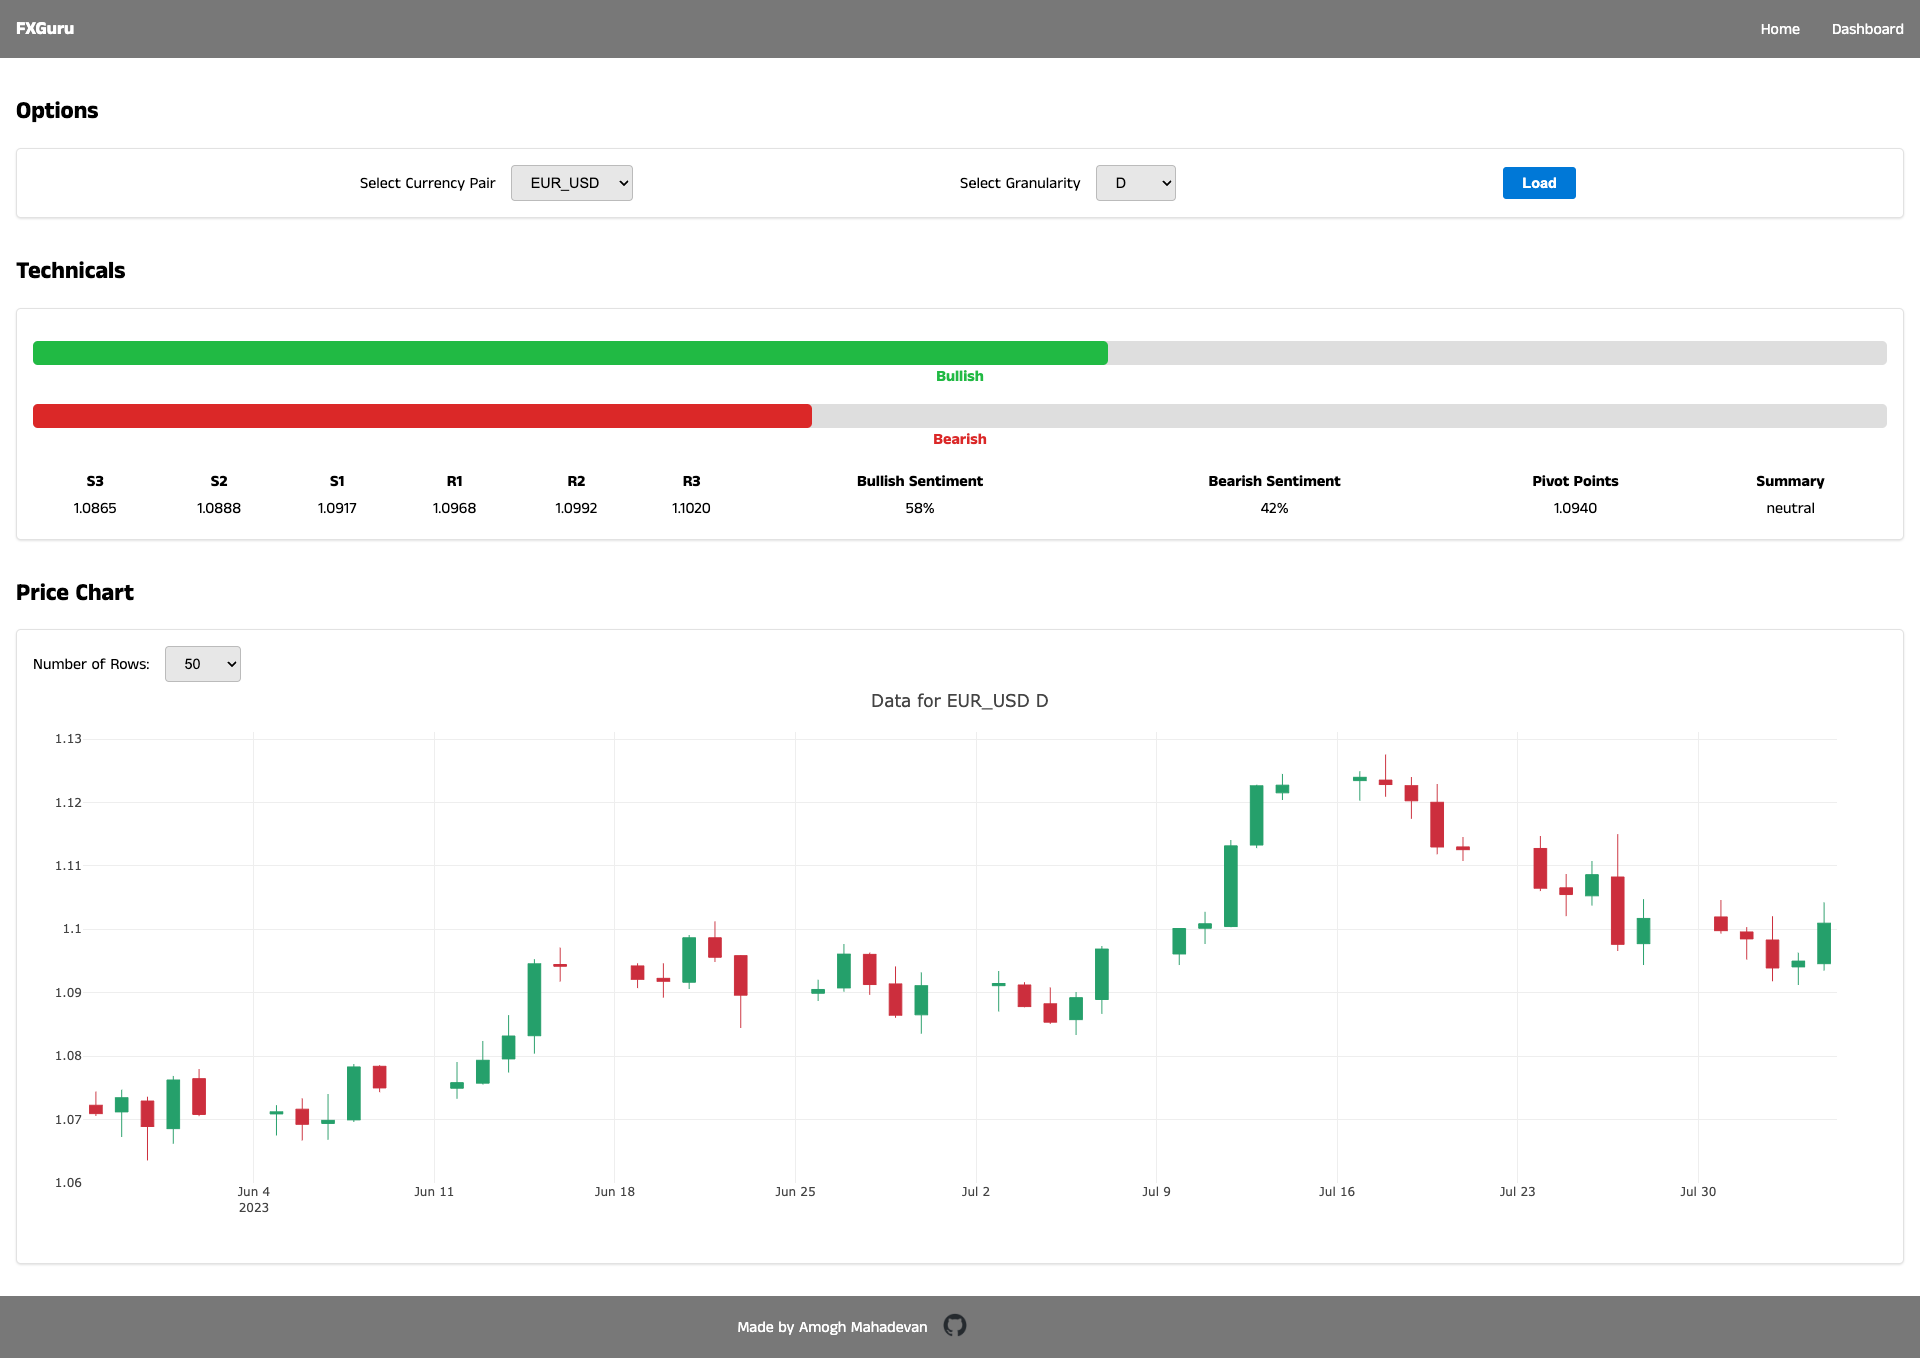 FXGuru
Home Dashboard
Options
Select Currency Pair EUR_USD Select Granularity D Load
Technicals
Bullish
Bearish
S3 S2 S1 R1 R2 R3 Bullish Sentiment Bearish Sentiment Pivot Points Summary
1.0865 1.0888 1.0917 1.0968 1.0992 1.1020 58% 42% 1.0940 neutral
Price Chart
Number of Rows: 50
Data for EUR_USD D
1.13
1.12
1.11
1.1
1.09
1.08
1.07
1.06
Jun 4 Jun 11 Jun 18 Jun 25 Jul 2 Jul 9 Jul 16 Jul 23 Jul 30
2023
Made by Amogh Mahadevan